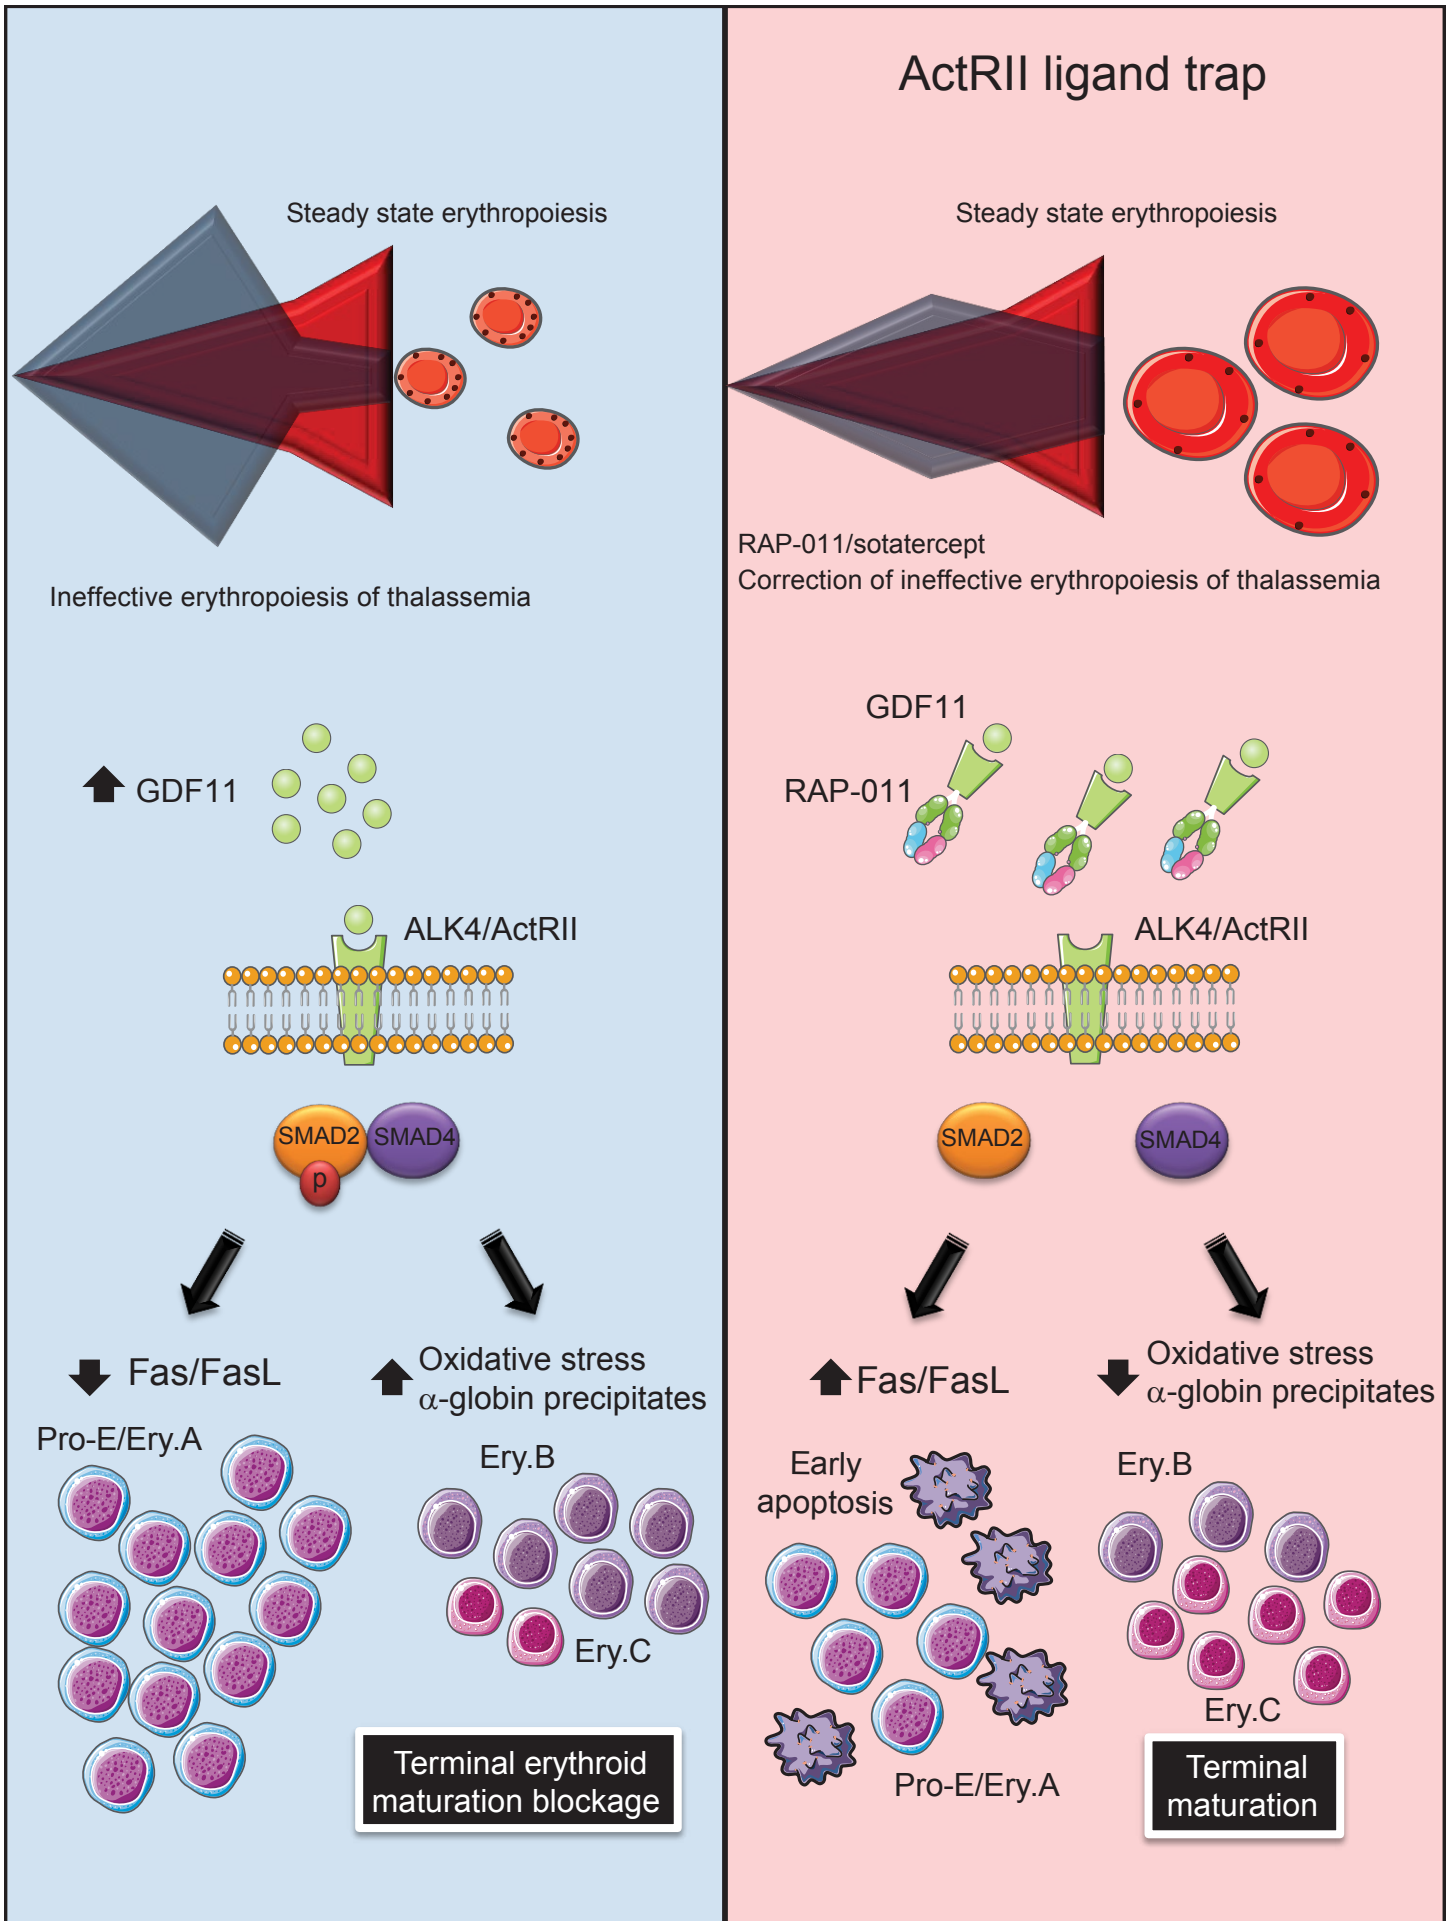 Steady state erythropoiesis
Ineffective erythropoiesis of thalassemia
GDF11
ALK4/ActRII
SMAD2
SMAD4
p
Fas/FasL
Oxidative stress
α-globin precipitates
Pro-E/Ery.A
Ery.B
Ery.C
Terminal erythroid
maturation blockage
ActRII ligand trap
Steady state erythropoiesis
RAP-011/sotatercept
Correction of ineffective erythropoiesis of thalassemia
GDF11
RAP-011
ALK4/ActRII
SMAD2
SMAD4
Fas/FasL
Oxidative stress
α-globin precipitates
Early
apoptosis
Ery.B
Ery.C
Pro-E/Ery.A
Terminal
maturation